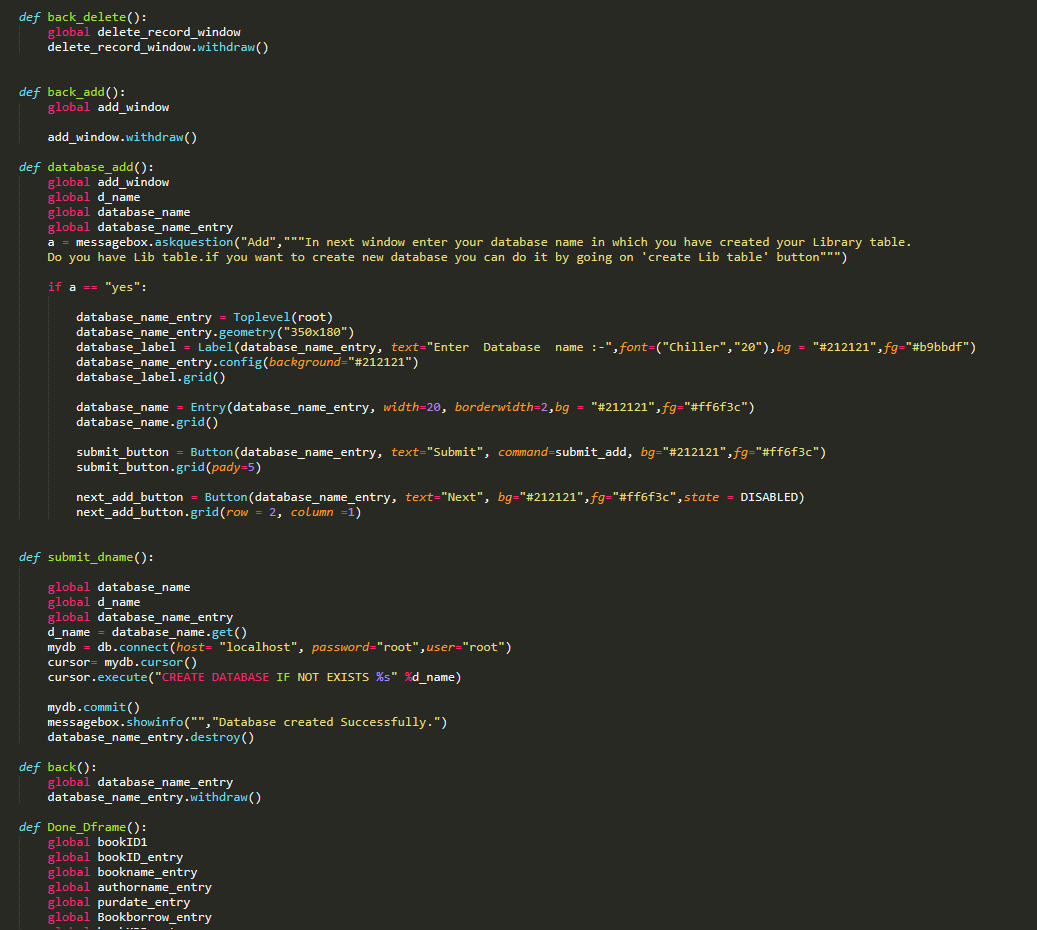 def back_delete():
    global delete_record_window
    delete_record_window.withdraw()
def back_add():
    global add_window
    add_window.withdraw()
def database_add():
    global add_window
    global d_name
    global database_name
    global database_name_entry
    a = messagebox.askquestion("Add","""In next window enter your database name in which you have created your Library table.
    Do you have Lib table.if you want to create new database you can do it by going on 'create Lib table' button""")
    if a == "yes":
        database_name_entry = Toplevel(root)
        database_name_entry.geometry("350x180")
        database_label = Label(database_name_entry, text="Enter  Database  name :-",font=("Chiller","20"),bg = "#212121",fg="#b9bbdf")
        database_name_entry.config(background="#212121")
        database_label.grid()
        database_name = Entry(database_name_entry, width=20, borderwidth=2,bg = "#212121",fg="#ff6f3c")
        database_name.grid()
        submit_button = Button(database_name_entry, text="Submit", command=submit_add, bg="#212121",fg="#ff6f3c")
        submit_button.grid(pady=5)
        next_add_button = Button(database_name_entry, text="Next", bg="#212121",fg="#ff6f3c",state = DISABLED)
        next_add_button.grid(row = 2, column =1)
def submit_dname():
    global database_name
    global d_name
    global database_name_entry
    d_name = database_name.get()
    mydb = db.connect(host= "localhost", password="root",user="root")
    cursor= mydb.cursor()
    cursor.execute("CREATE DATABASE IF NOT EXISTS %s" %d_name)
    mydb.commit()
    messagebox.showinfo("","Database created Successfully.")
    database_name_entry.destroy()
def back():
    global database_name_entry
    database_name_entry.withdraw()
def Done_Dframe():
    global bookID1
    global bookID_entry
    global bookname_entry
    global authorname_entry
    global purdate_entry
    global Bookborrow_entry